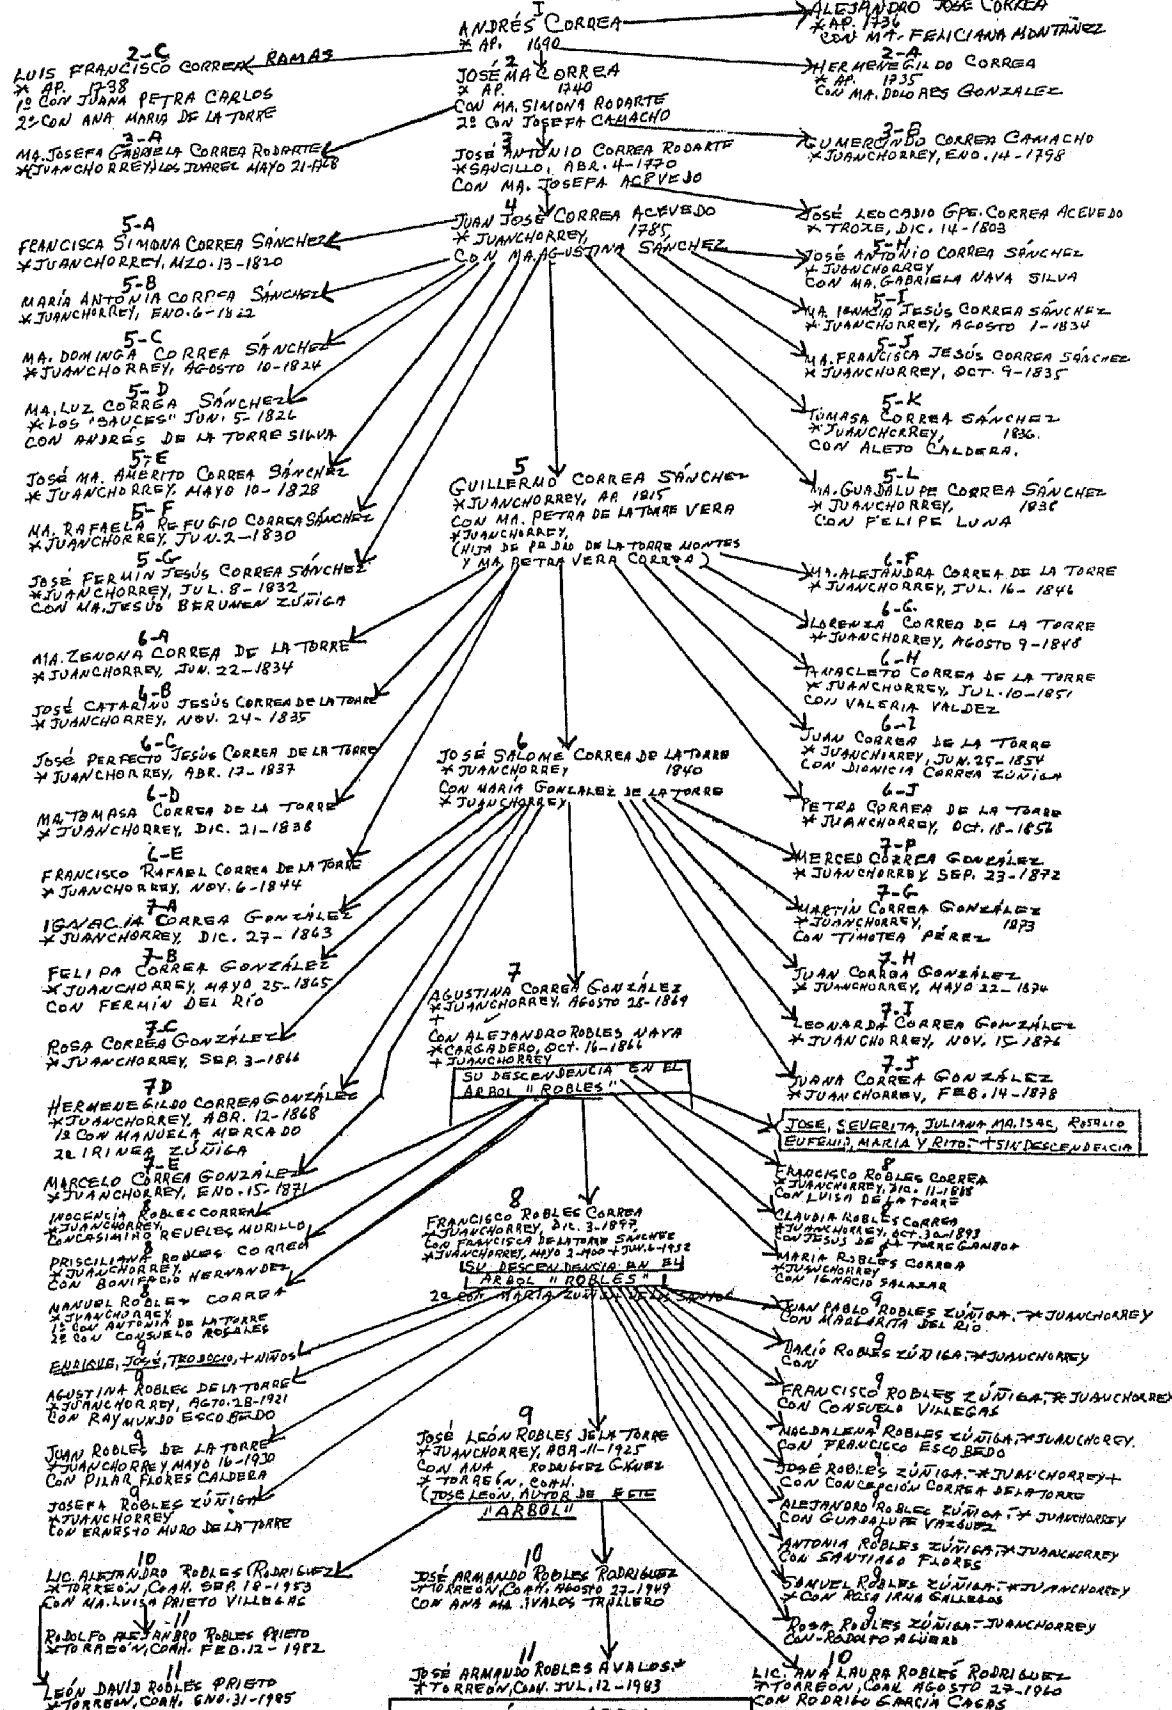 I
ANDRÉS CORREA
* AP. 1690
ALEJANDRO JOSÉ CORREA
* AP. 1736
CON MA. FELICIANA MONTAÑEZ
2-C
LUIS FRANCISCO CORREA
RAMAS
* AP. 1738
1º CON JUANA PETRA CARLOS
2º CON ANA MARIA DE LA TORRE
2
JOSÉ MA CORREA
* AP. 1740
CON MA. SIMONA RODARTE
2º CON JOSEFA CAMACHO
2-A
HERMENEGILDO CORREA
* AP. 1735
CON MA. DOLORES GONZALEZ
3-A
MA. JOSEFA GABRIELA CORREA RODARTE
* JUANCHORREY, LOS JUAREZ MAYO 21-1768
3
JOSÉ ANTONIO CORREA RODARTE
* SAUCILLO, ABR. 4-1770
CON MA. JOSEFA ACEVEDO
3-B
GUMERCINDO CORREA CAMACHO
* JUANCHORREY, ENO. 14-1798
4
JUAN JOSÉ CORREA ACEVEDO
* JUANCHORREY, 1785
CON MA. AGUSTINA SÁNCHEZ
JOSÉ LEOCADIO GPE. CORREA ACEVEDO
* TROXE, DIC. 14-1803
5-A
FRANCISCA SIMONA CORREA SÁNCHEZ
* JUANCHORREY, MZO. 13-1820
5-B
MARÍA ANTONIA CORREA SÁNCHEZ
* JUANCHORREY, ENO. 6-1822
5-C
MA. DOMINGA CORREA SÁNCHEZ
* JUANCHORREY, AGOSTO 10-1824
5-D
MA. LUZ CORREA SÁNCHEZ
* LOS "SAUCES" JUN. 5-1826
CON ANDRÉS DE LA TORRE SILVA
5-E
JOSÉ MA. AMERITO CORREA SÁNCHEZ
* JUANCHORREY, MAYO 10-1828
5-F
MA. RAFAELA REFUGIO CORREA SÁNCHEZ
* JUANCHORREY, JUN. 2-1830
5-G
JOSÉ FERMIN JESÚS CORREA SÁNCHEZ
* JUANCHORREY, JUL. 8-1832
CON MA. JESÚS BERUMEN ZÚÑIGA
5-H
JOSÉ ANTONIO CORREA SÁNCHEZ
* JUANCHORREY
CON MA. GABRIELA NAVA SILVA
5-I
MA. IGNACIA JESÚS CORREA SÁNCHEZ
* JUANCHORREY, AGOSTO 1-1834
5-J
MA. FRANCISCA JESÚS CORREA SÁNCHEZ
* JUANCHORREY, OCT. 9-1835
5-K
TOMASA CORREA SÁNCHEZ
* JUANCHORREY, 1836.
CON ALEJO CALDERA.
5-L
MA. GUADALUPE CORREA SÁNCHEZ
* JUANCHORREY, 1838
CON FELIPE LUNA
5
GUILLERMO CORREA SÁNCHEZ
* JUANCHORREY, AP. 1815
CON MA. PETRA DE LA TORRE VERA
* JUANCHORREY,
(HIJA DE PEDRO DE LA TORRE MONTES
Y MA. PETRA VERA CORREA)
6-A
MA. ZENONA CORREA DE LA TORRE
* JUANCHORREY, JUN. 22-1834
6-B
JOSÉ CATARINO JESÚS CORREA DE LA TORRE
* JUANCHORREY, NOV. 24-1835
6-C
JOSÉ PERFECTO JESÚS CORREA DE LA TORRE
* JUANCHORREY, ABR. 17-1837
6-D
MA. TOMASA CORREA DE LA TORRE
* JUANCHORREY, DIC. 21-1838
6-E
FRANCISCO RAFAEL CORREA DE LA TORRE
* JUANCHORREY, NOV. 6-1844
6-F
MA. ALEJANDRA CORREA DE LA TORRE
* JUANCHORREY, JUL. 16-1846
6-G
LORENZA CORREA DE LA TORRE
* JUANCHORREY, AGOSTO 9-1848
6-H
ANACLETO CORREA DE LA TORRE
* JUANCHORREY, JUL. 10-1851
CON VALERIA VALDEZ
6-I
JUAN CORREA DE LA TORRE
* JUANCHORREY, JUN. 25-1854
CON DIONICIA CORREA ZÚÑIGA
6-J
PETRA CORREA DE LA TORRE
* JUANCHORREY, OCT. 18-1856
6
JOSÉ SALOMÉ CORREA DE LA TORRE
* JUANCHORREY 1840
CON MARÍA GONZALEZ DE LA TORRE
* JUANCHORREY
7-A
IGNACIA CORREA GONZÁLEZ
* JUANCHORREY, DIC. 27-1863
7-B
FELIPA CORREA GONZÁLEZ
* JUANCHORREY, MAYO 25-1865
CON FERMÍN DEL RÍO
7-C
ROSA CORREA GONZÁLEZ
* JUANCHORREY, SEP. 3-1866
7D
HERMENEGILDO CORREA GONZÁLEZ
* JUANCHORREY, ABR. 12-1868
1º CON MANUELA MERCADO
2º IRINEA ZÚÑIGA
7-E
MARCELO CORREA GONZÁLEZ
* JUANCHORREY, ENO. 15-1871
7-F
MERCED CORREA GONZÁLEZ
* JUANCHORREY, SEP. 23-1872
7-G
MARTÍN CORREA GONZÁLEZ
* JUANCHORREY, 1873
CON TIMOTEA PÉREZ
7-H
JUAN CORREA GONZÁLEZ
* JUANCHORREY, MAYO 22-1874
7-I
LEONARDA CORREA GONZÁLEZ
* JUANCHORREY, NOV. 15-1876
7-J
JUANA CORREA GONZÁLEZ
* JUANCHORREY, FEB. 14-1878
7
AGUSTINA CORREA GONZÁLEZ
* JUANCHORREY, AGOSTO 28-1869
+
CON ALEJANDRO ROBLES NAVA
* CARGADERO, OCT. 16-1866
+ JUANCHORREY
SU DESCENDENCIA EN EL
ARBOL "ROBLES"
JOSE, SEVERITA, JULIANA, MA. ISAC, ROSALIO
EUFENIO, MARIA Y RITO.-+SIN DESCENDENCIA
8
INOCENCIA ROBLES CORREA
* JUANCHORREY,
CON CASIMIRO REVELES MURILLO
8
PRISCILIANA ROBLES CORREA
* JUANCHORREY,
CON BONIFACIO HERNANDEZ
8
MANUEL ROBLES CORREA
* JUANCHORREY
1º CON ANTONIA DE LA TORRE
2º CON CONSUELO ROSALES
8
FRANCISCO ROBLES CORREA
* JUANCHORREY, DIC. 3-1897
CON FRANCISCA DE LA TORRE SÁNCHEZ
* JUANCHORREY, MAYO 2-1900 + JUN. 6-1932
SU DESCENDENCIA EN EL
ARBOL "ROBLES"
2º CON MARIA ZÚÑIGA DE LOS SANTOS
8
FRANCISCO ROBLES CORREA
* JUANCHORREY, DIC. 11-1888
CON LUISA DE LA TORRE
CLAUDIA ROBLES CORREA
* JUANCHORREY, OCT. 30-1893
CON JESUS DE LA TORRE GAMBOA
MARIA ROBLES CORREA
* JUANCHORREY
CON IGNACIO SALAZAR
9
JUAN PABLO ROBLES ZÚÑIGA.-* JUANCHORREY
CON MARGARITA DEL RÍO
9
DARÍO ROBLES ZÚÑIGA.-* JUANCHORREY
CON
9
FRANCISCO ROBLES ZÚÑIGA.-* JUANCHORREY
CON CONSUELO VILLEGAS
9
MAGDALENA ROBLES ZÚÑIGA.-* JUANCHOREY.
CON FRANCISCO ESCOBEDO
9
JOSÉ ROBLES ZÚÑIGA.-* JUANCHORREY+
CON CONCEPCIÓN CORREA DE LA TORRE
9
ALEJANDRO ROBLES ZÚÑIGA.-* JUANCHORREY
CON GUADALUPE VAZQUEZ
9
ANTONIA ROBLES ZÚÑIGA.-* JUANCHORREY
CON SANTIAGO FLORES
9
SAMUEL ROBLES ZÚÑIGA.-* JUANCHORREY
* CON ROSA IRMA GALLEGOS
9
ROSA ROBLES ZÚÑIGA.-JUANCHORREY
CON-RODOLFO AGÜERO
9
ENRIQUE, JOSÉ, TEODOCIO, + NIÑOS
9
AGUSTINA ROBLES DE LA TORRE
* JUANCHORREY, AGTO. 28-1921
CON RAYMUNDO ESCOBEDO
9
JUAN ROBLES DE LA TORRE
* JUANCHORREY MAYO 16-1930
CON PILAR FLORES CALDERA
9
JOSEFA ROBLES ZÚÑIGA
* JUANCHORREY
CON ERNESTO MURO DE LA TORRE
9
JOSÉ LEÓN ROBLES DE LA TORRE
* JUANCHORREY, ABR-11-1925
CON ANA RODRIGUEZ
* TORREÓN, COAH.
(JOSE LEÓN, AUTOR DE ESTE
"ARBOL"
10
LIC. ALEJANDRO ROBLES RODRIGUEZ
* TORREÓN, COAH. SEP. 18-1953
CON MA. LUISA PRIETO VILLEGAS
11
RODOLFO ALEJANDRO ROBLES PRIETO
* TORREÓN, COAH. FEB. 12-1982
11
LEÓN DAVID ROBLES PRIETO
* TORREÓN, COAH. ENO. 31-1985
10
JOSÉ ARMANDO ROBLES RODRIGUEZ
* TORREÓN, COAH. AGOSTO 27-1949
CON ANA MA. AVALOS TRULLERO
11
JOSÉ ARMANDO ROBLES AVALOS.*
* TORREÓN, COAH. JUL. 12-1983
10
LIC. ANA LAURA ROBLES RODRIGUEZ
* TORREÓN, COAH. AGOSTO 27-1960
CON RODRIGO GARCÍA CASAS